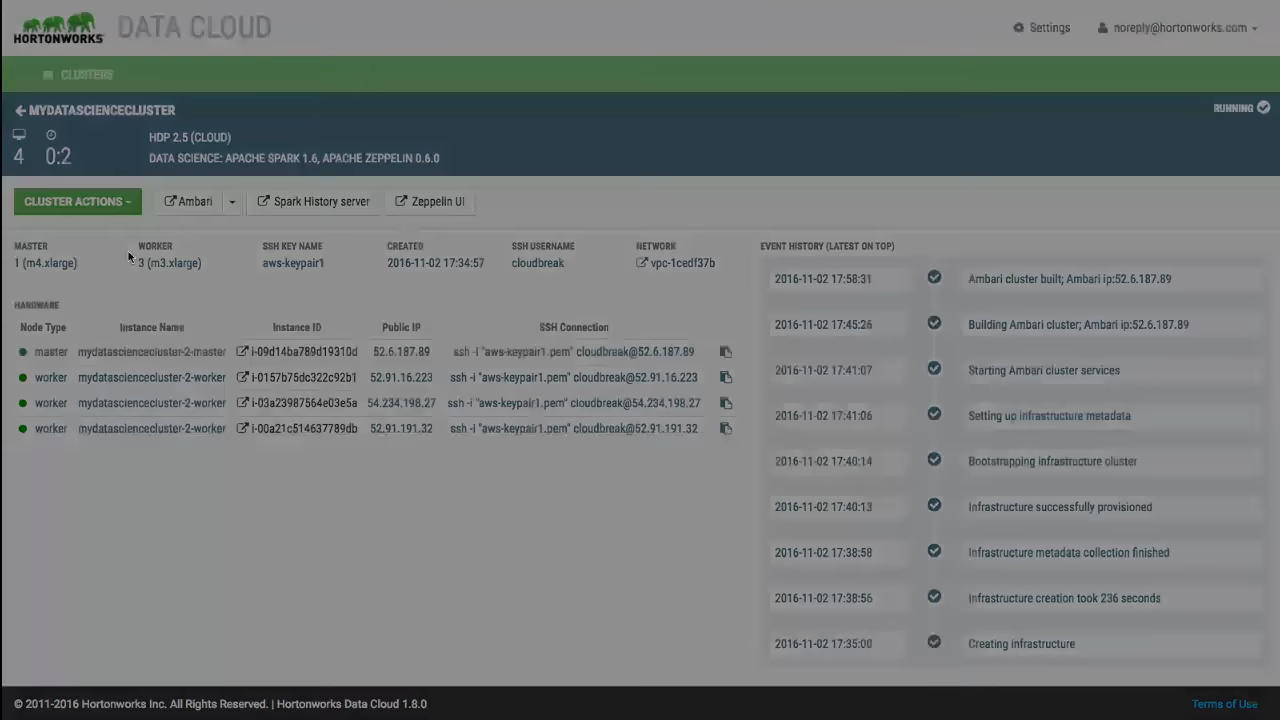 HORTONWORKS DATA CLOUD
Settings
noreply@hortonworks.com
CLUSTERS
MYDATASCIENCECLUSTER
RUNNING
4 0:2
HDP 2.5 (CLOUD)
DATA SCIENCE: APACHE SPARK 1.6, APACHE ZEPPELIN 0.6.0
CLUSTER ACTIONS
Ambari
Spark History server
Zeppelin UI
MASTER WORKER SSH KEY NAME CREATED SSH USERNAME NETWORK
1 (m4.xlarge) 3 (m3.xlarge) aws-keypair1 2016-11-02 17:34:57 cloudbreak vpc-1cedf37b
HARDWARE
Node Type Instance Name Instance ID Public IP SSH Connection
master mydatasciencecluster-2-master i-09d14ba789d19310d 52.6.187.89 ssh -i "aws-keypair1.pem" cloudbreak@52.6.187.89
worker mydatasciencecluster-2-worker i-0157b75dc322c92b1 52.91.16.223 ssh -i "aws-keypair1.pem" cloudbreak@52.91.16.223
worker mydatasciencecluster-2-worker i-03a23987564e03e5a 54.234.198.27 ssh -i "aws-keypair1.pem" cloudbreak@54.234.198.27
worker mydatasciencecluster-2-worker i-00a21c514637789db 52.91.191.32 ssh -i "aws-keypair1.pem" cloudbreak@52.91.191.32
EVENT HISTORY (LATEST ON TOP)
2016-11-02 17:58:31 Ambari cluster built; Ambari ip:52.6.187.89
2016-11-02 17:45:26 Building Ambari cluster; Ambari ip:52.6.187.89
2016-11-02 17:41:07 Starting Ambari cluster services
2016-11-02 17:41:06 Setting up infrastructure metadata
2016-11-02 17:40:14 Bootstrapping infrastructure cluster
2016-11-02 17:40:13 Infrastructure successfully provisioned
2016-11-02 17:38:58 Infrastructure metadata collection finished
2016-11-02 17:38:56 Infrastructure creation took 236 seconds
2016-11-02 17:35:00 Creating infrastructure
© 2011-2016 Hortonworks Inc. All Rights Reserved. | Hortonworks Data Cloud 1.8.0
Terms of Use